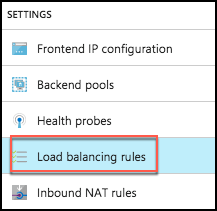 SETTINGS
Frontend IP configuration
Backend pools
Health probes
Load balancing rules
Inbound NAT rules